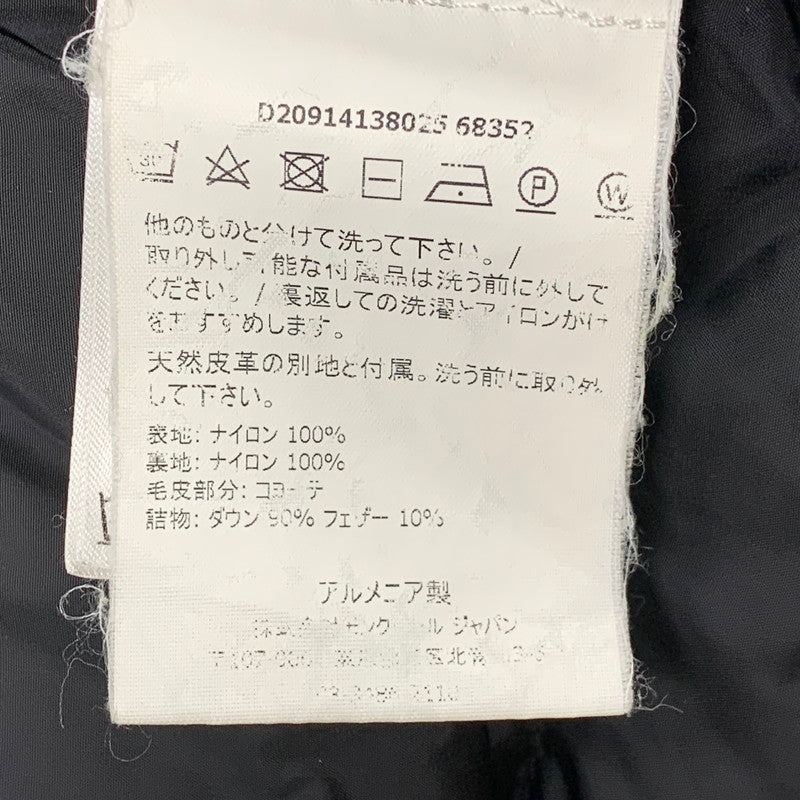 D20914138025 68352
30
P
W
他のものと分けて洗って下さい。/
取り外し可能な付属品は洗う前に外して
ください。/ 裏返しての洗濯とアイロンがけ
をおすすめします。
天然皮革の別地と付属。洗う前に取り外
して下さい。
表地: ナイロン 100%
裏地: ナイロン 100%
毛皮部分: コヨーテ
詰物: ダウン 90% フェザー 10%
アルメニア製
ジャパン